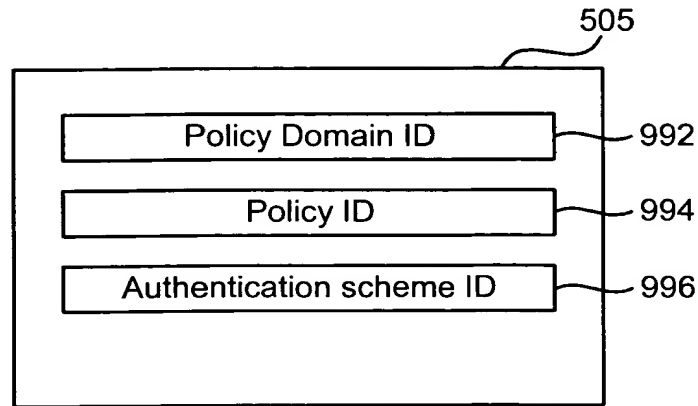 505
Policy Domain ID
992
Policy ID
994
Authentication scheme ID
996